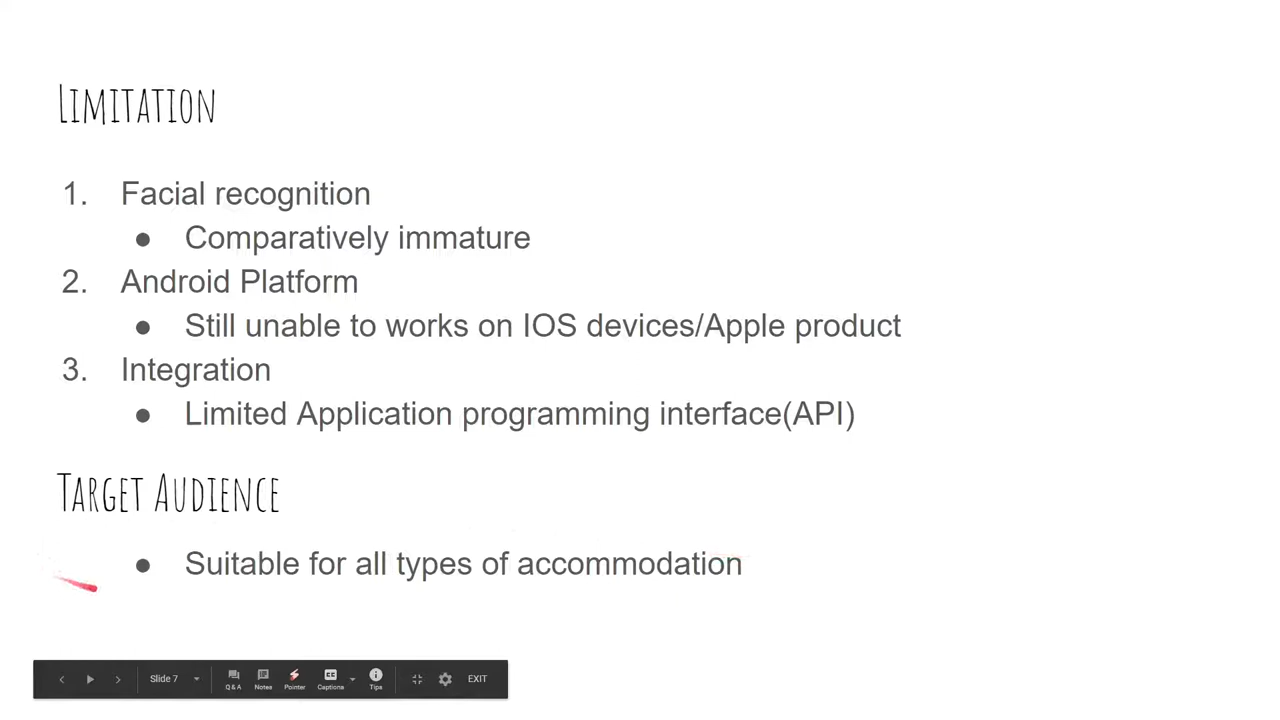 LIMITATION
1. Facial recognition
● Comparatively immature
2. Android Platform
● Still unable to works on IOS devices/Apple product
3. Integration
● Limited Application programming interface(API)
TARGET AUDIENCE
● Suitable for all types of accommodation
Slide 7 Q & A Notes Pointer Captions Tips EXIT